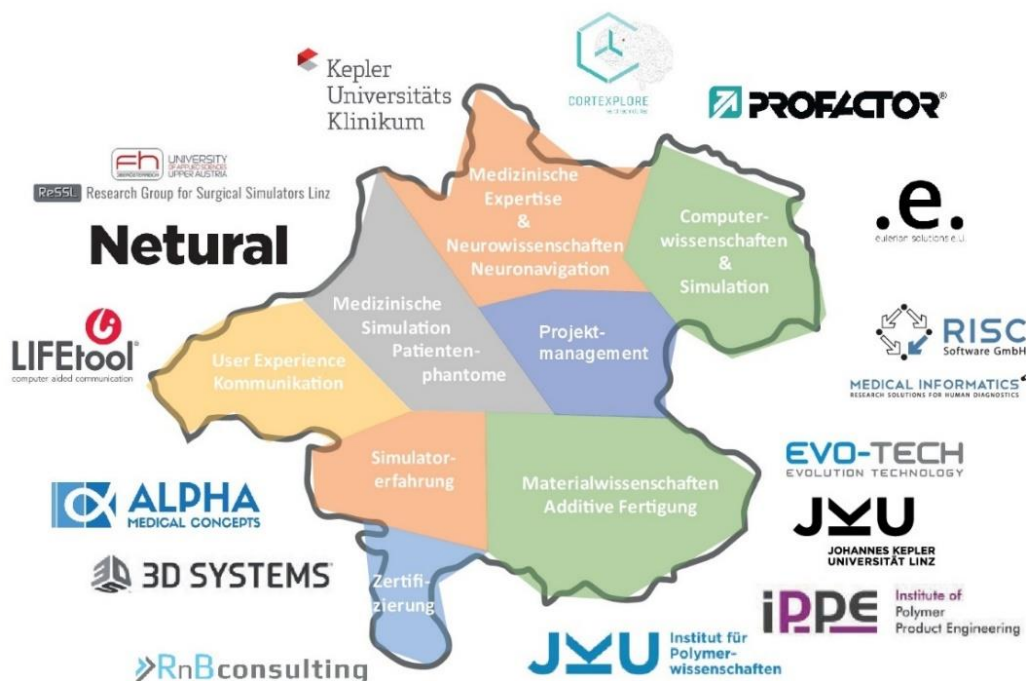 Kepler
Universitäts
Klinikum
CORTEXPLORE
PROFACTOR®
fh UNIVERSITY
OF APPLIED SCIENCES
UPPER AUSTRIA
ReSSL Research Group for Surgical Simulators Linz
Netural
LIFEtool®
computer aided communication
Medizinische
Expertise
&
Neurowissenschaften
Neuronavigation
Computer-
wissenschaften
&
Simulation
.e.
eulerian solutions e.U.
Medizinische
Simulation
Patienten-
phantome
Projekt-
management
User Experience
Kommunikation
RISC
Software GmbH
MEDICAL INFORMATICS
RESEARCH SOLUTIONS FOR HUMAN DIAGNOSTICS
Simulator-
erfahrung
Materialwissenschaften
Additive Fertigung
EVO-TECH
EVOLUTION TECHNOLOGY
ALPHA
MEDICAL CONCEPTS
JKU
JOHANNES KEPLER
UNIVERSITÄT LINZ
3D SYSTEMS®
Zertifi-
zierung
iPPE
Institute of
Polymer
Product Engineering
RnBconsulting
JKU
Institut für
Polymer-
wissenschaften